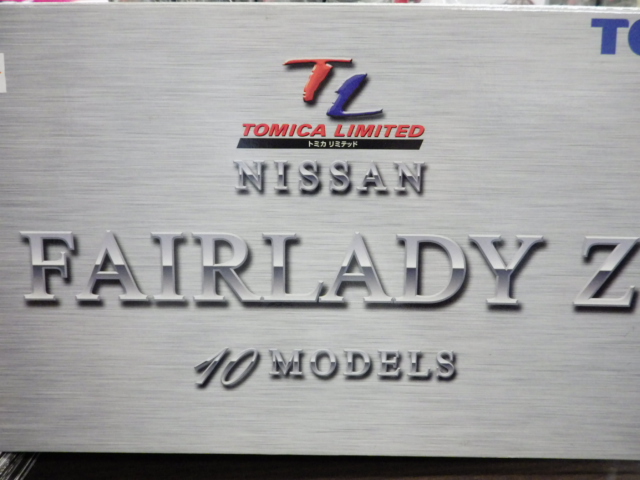 TL
TOMICA LIMITED
トミカ リミテッド
NISSAN
FAIRLADY Z
10 MODELS